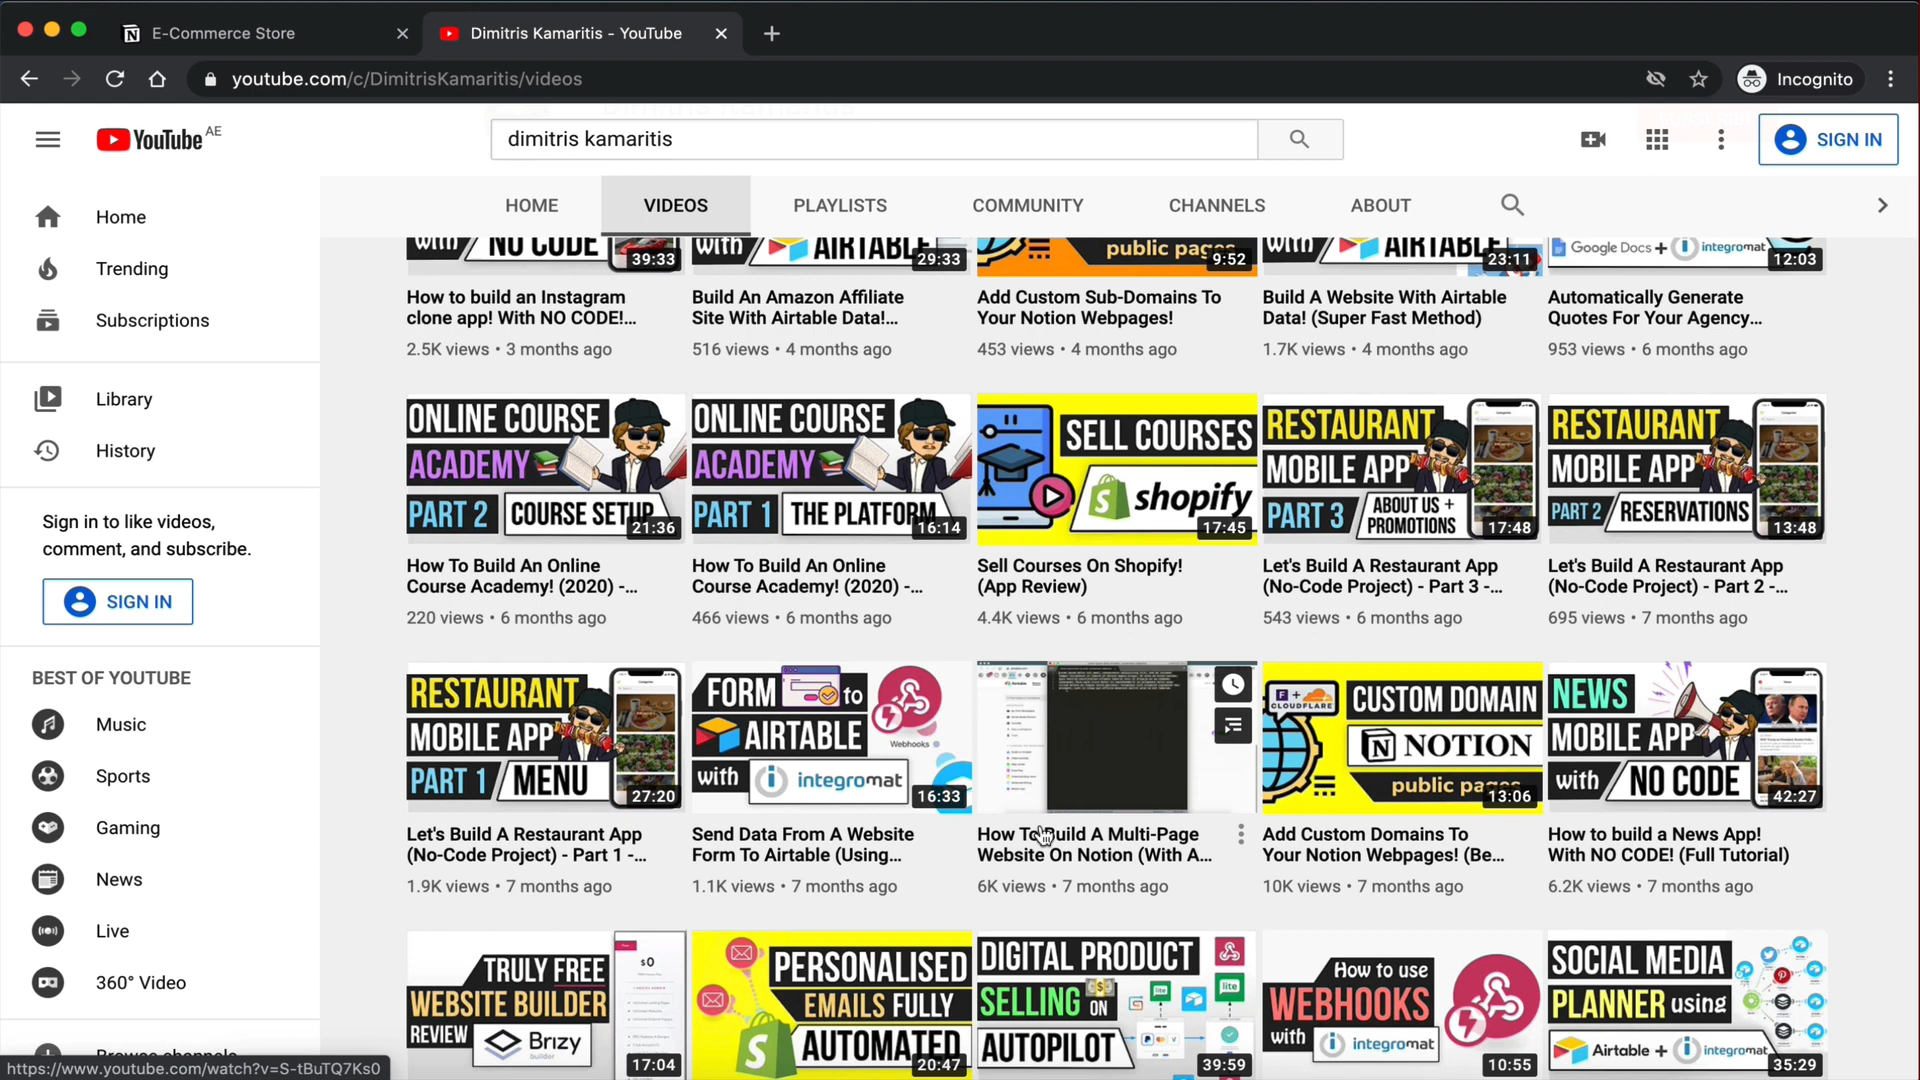 E-Commerce Store
Dimitris Kamaritis - YouTube
youtube.com/c/DimitrisKamaritis/videos
Incognito
YouTube AE
dimitris kamaritis
SIGN IN
HOME
VIDEOS
PLAYLISTS
COMMUNITY
CHANNELS
ABOUT
Home
Trending
Subscriptions
Library
History
Sign in to like videos,
comment, and subscribe.
SIGN IN
BEST OF YOUTUBE
Music
Sports
Gaming
News
Live
360° Video
Browse channels
https://www.youtube.com/watch?v=S-tBuTQ7Ks0
with NO CODE
39:33
How to build an Instagram
clone app! With NO CODE!...
2.5K views • 3 months ago
with AIRTABLE
29:33
Build An Amazon Affiliate
Site With Airtable Data!...
516 views • 4 months ago
public pages
9:52
Add Custom Sub-Domains To
Your Notion Webpages!
453 views • 4 months ago
with AIRTABLE
23:11
Build A Website With Airtable
Data! (Super Fast Method)
1.7K views • 4 months ago
Google Docs + integromat
12:03
Automatically Generate
Quotes For Your Agency...
953 views • 6 months ago
ONLINE COURSE
ACADEMY
PART 2 COURSE SETUP
21:36
How To Build An Online
Course Academy! (2020) -...
220 views • 6 months ago
ONLINE COURSE
ACADEMY
PART 1 THE PLATFORM
16:14
How To Build An Online
Course Academy! (2020) -...
466 views • 6 months ago
SELL COURSES
shopify
17:45
Sell Courses On Shopify!
(App Review)
4.4K views • 6 months ago
RESTAURANT
MOBILE APP
PART 3 ABOUT US +
PROMOTIONS
17:48
Let's Build A Restaurant App
(No-Code Project) - Part 3 -...
543 views • 6 months ago
RESTAURANT
MOBILE APP
PART 2 RESERVATIONS
13:48
Let's Build A Restaurant App
(No-Code Project) - Part 2 -...
695 views • 7 months ago
RESTAURANT
MOBILE APP
PART 1 MENU
27:20
Let's Build A Restaurant App
(No-Code Project) - Part 1 -...
1.9K views • 7 months ago
FORM to
AIRTABLE
with integromat
Webhooks
16:33
Send Data From A Website
Form To Airtable (Using...
1.1K views • 7 months ago
How To Build A Multi-Page
Website On Notion (With A...
6K views • 7 months ago
F + CLOUDFLARE
CUSTOM DOMAIN
NOTION
public pages
13:06
Add Custom Domains To
Your Notion Webpages! (Be...
10K views • 7 months ago
NEWS
MOBILE APP
with NO CODE
42:27
How to build a News App!
With NO CODE! (Full Tutorial)
6.2K views • 7 months ago
TRULY FREE
WEBSITE BUILDER
REVIEW Brizy
builder
$0
17:04
PERSONALISED
EMAILS FULLY
AUTOMATED
20:47
DIGITAL PRODUCT
SELLING ON
AUTOPILOT
lite
lite
39:59
How to use
WEBHOOKS
with integromat
10:55
SOCIAL MEDIA
PLANNER using
Airtable + integromat
35:29